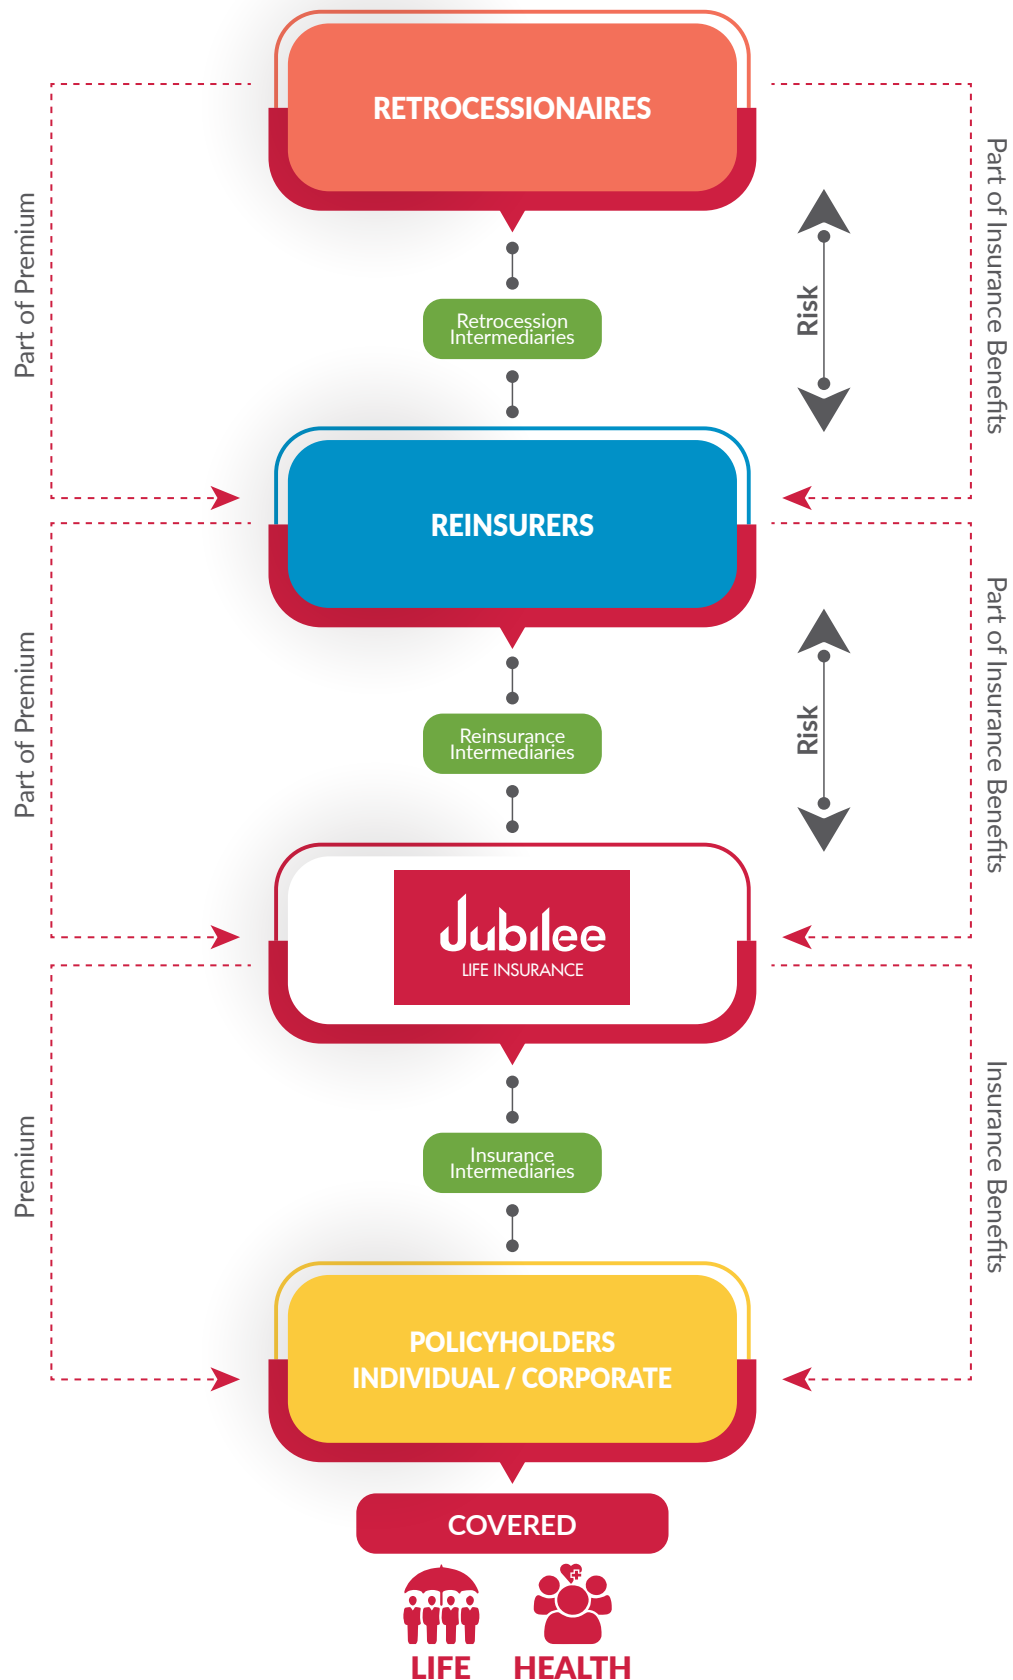 RETROCESSIONAIRES
Part of Premium
Part of Insurance Benefits
Risk
Retrocession
Intermediaries
REINSURERS
Part of Premium
Part of Insurance Benefits
Risk
Reinsurance
Intermediaries
Jubilee
LIFE INSURANCE
Premium
Insurance Benefits
Insurance
Intermediaries
POLICYHOLDERS
INDIVIDUAL / CORPORATE
COVERED
LIFE
HEALTH